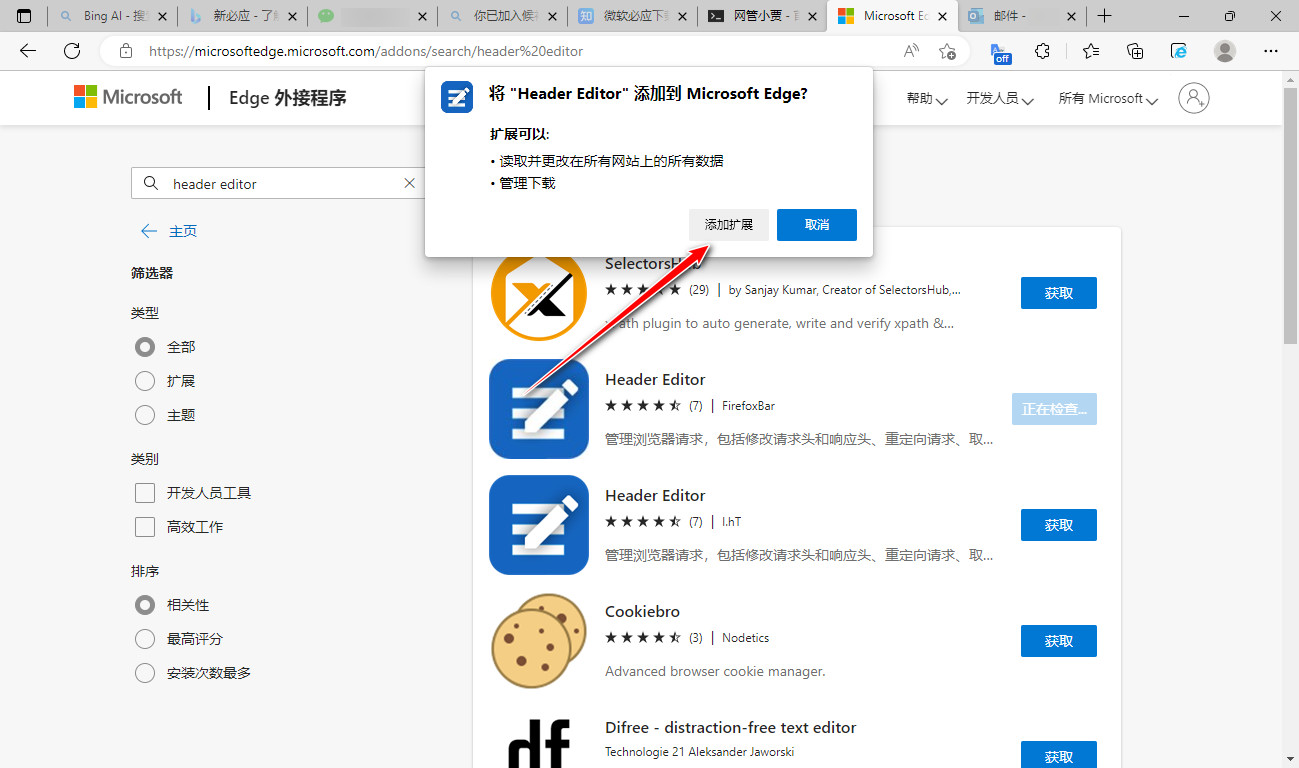 Bing AI - 搜
新必应 - 了
你已加入候
知 微软必应下
网管小贾 -
Microsoft E
邮件 -
https://microsoftedge.microsoft.com/addons/search/header%20editor
off
Microsoft
Edge 外接程序
帮助
开发人员
所有 Microsoft
将 "Header Editor" 添加到 Microsoft Edge?
扩展可以:
• 读取并更改在所有网站上的所有数据
• 管理下载
添加扩展
取消
header editor
主页
筛选器
类型
全部
扩展
主题
类别
开发人员工具
高效工作
排序
相关性
最高评分
安装次数最多
SelectorsHub
(29) | by Sanjay Kumar, Creator of SelectorsHub,...
plugin to auto generate, write and verify xpath &...
获取
Header Editor
(7) | FirefoxBar
管理浏览器请求，包括修改请求头和响应头、重定向请求、取...
正在检查...
Header Editor
(7) | l.hT
管理浏览器请求，包括修改请求头和响应头、重定向请求、取...
获取
Cookiebro
(3) | Nodetics
Advanced browser cookie manager.
获取
df
Difree - distraction-free text editor
Technologie 21 Aleksander Jaworski
获取